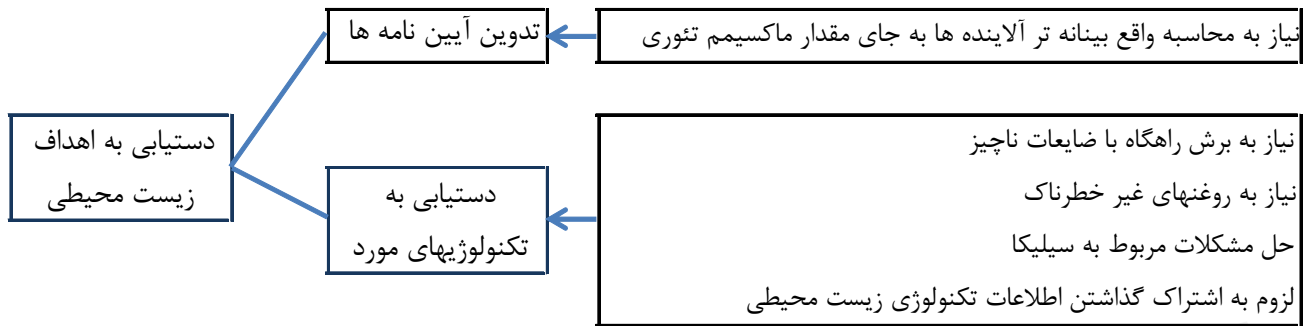 نیاز به محاسبه واقع بینانه تر آلاینده ها به جای مقدار ماکسیمم تئوری
تدوین آیین نامه ها
دستیابی به اهداف
زیست محیطی
دستیابی به
تکنولوژیهای مورد
نیاز به برش راهگاه با ضایعات ناچیز
نیاز به روغنهای غیر خطرناک
حل مشکلات مربوط به سیلیکا
لزوم به اشتراک گذاشتن اطلاعات تکنولوژی زیست محیطی